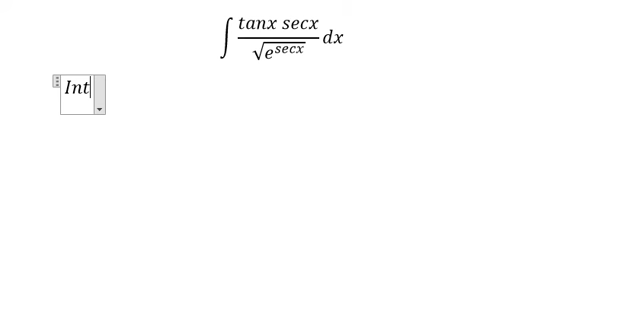 ∫ tanx secx / √e^secx dx
Int